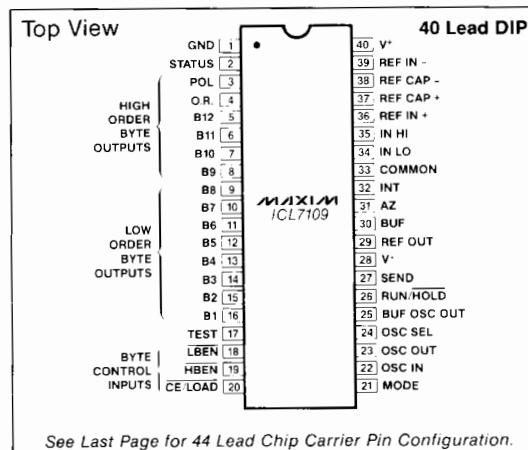 Top View
40 Lead DIP
GND 1
STATUS 2
POL 3
O.R. 4
B12 5
B11 6
B10 7
B9 8
B8 9
B7 10
B6 11
B5 12
B4 13
B3 14
B2 15
B1 16
TEST 17
LBEN 18
HBEN 19
CE/LOAD 20
HIGH
ORDER
BYTE
OUTPUTS
LOW
ORDER
BYTE
OUTPUTS
BYTE
CONTROL
INPUTS
MAXIM
ICL7109
40 V+
39 REF IN -
38 REF CAP -
37 REF CAP +
36 REF IN +
35 IN HI
34 IN LO
33 COMMON
32 INT
31 AZ
30 BUF
29 REF OUT
28 V-
27 SEND
26 RUN/HOLD
25 BUF OSC OUT
24 OSC SEL
23 OSC OUT
22 OSC IN
21 MODE
See Last Page for 44 Lead Chip Carrier Pin Configuration.